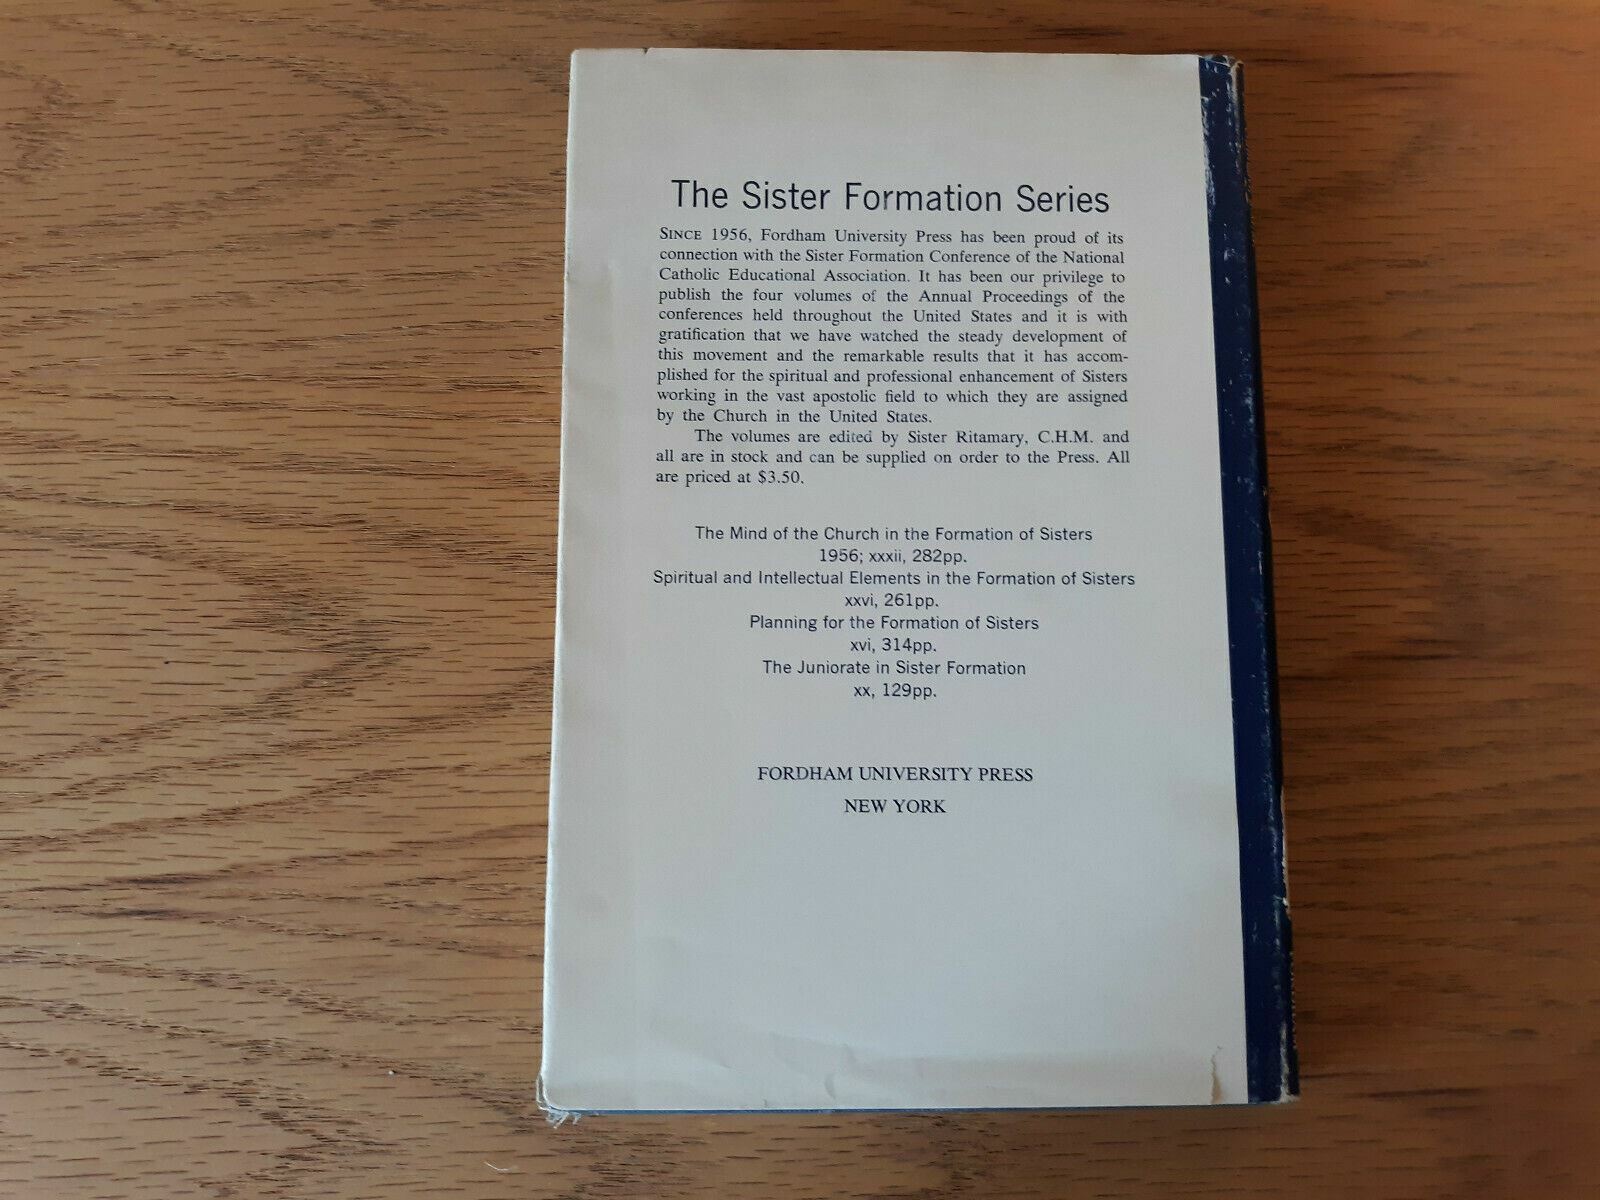 The Sister Formation Series
SINCE 1956, Fordham University Press has been proud of its
connection with the Sister Formation Conference of the National
Catholic Educational Association. It has been our privilege to
publish the four volumes of the Annual Proceedings of the
conferences held throughout the United States and it is with
gratification that we have watched the steady development of
this movement and the remarkable results that it has accom-
plished for the spiritual and professional enhancement of Sisters
working in the vast apostolic field to which they are assigned
by the Church in the United States.
The volumes are edited by Sister Ritamary, C.H.M. and
all are in stock and can be supplied on order to the Press. All
are priced at $3.50.
The Mind of the Church in the Formation of Sisters
1956; xxxii, 282pp.
Spiritual and Intellectual Elements in the Formation of Sisters
xxvi, 261pp.
Planning for the Formation of Sisters
xvi, 314pp.
The Juniorate in Sister Formation
xx, 129pp.
FORDHAM UNIVERSITY PRESS
NEW YORK